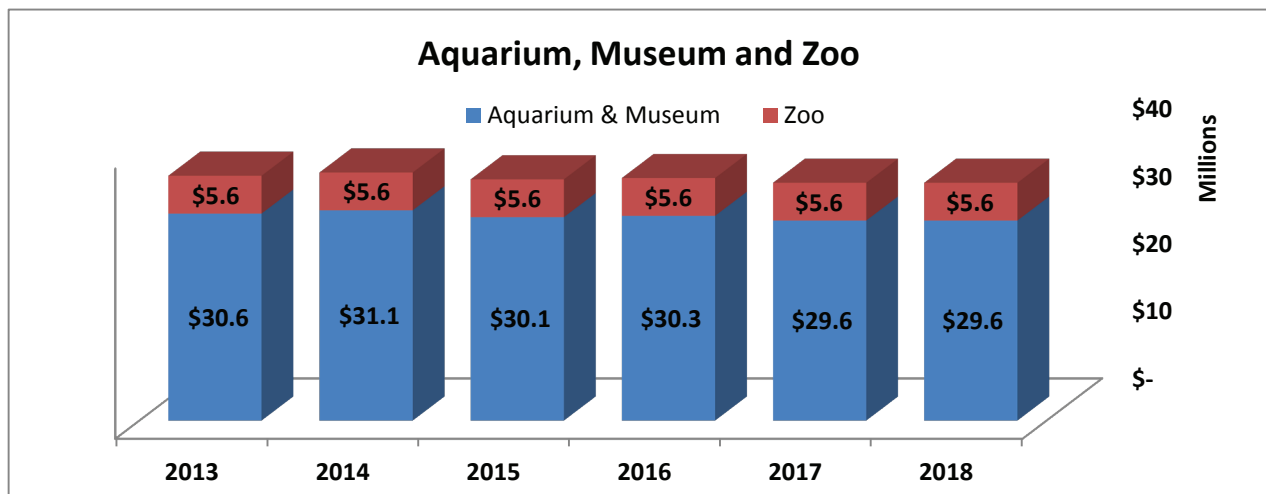 Aquarium, Museum and Zoo
Aquarium & Museum Zoo
$40
$30
$20
$10
$-
Millions
$5.6 $5.6 $5.6 $5.6 $5.6 $5.6
$30.6 $31.1 $30.1 $30.3 $29.6 $29.6
2013 2014 2015 2016 2017 2018